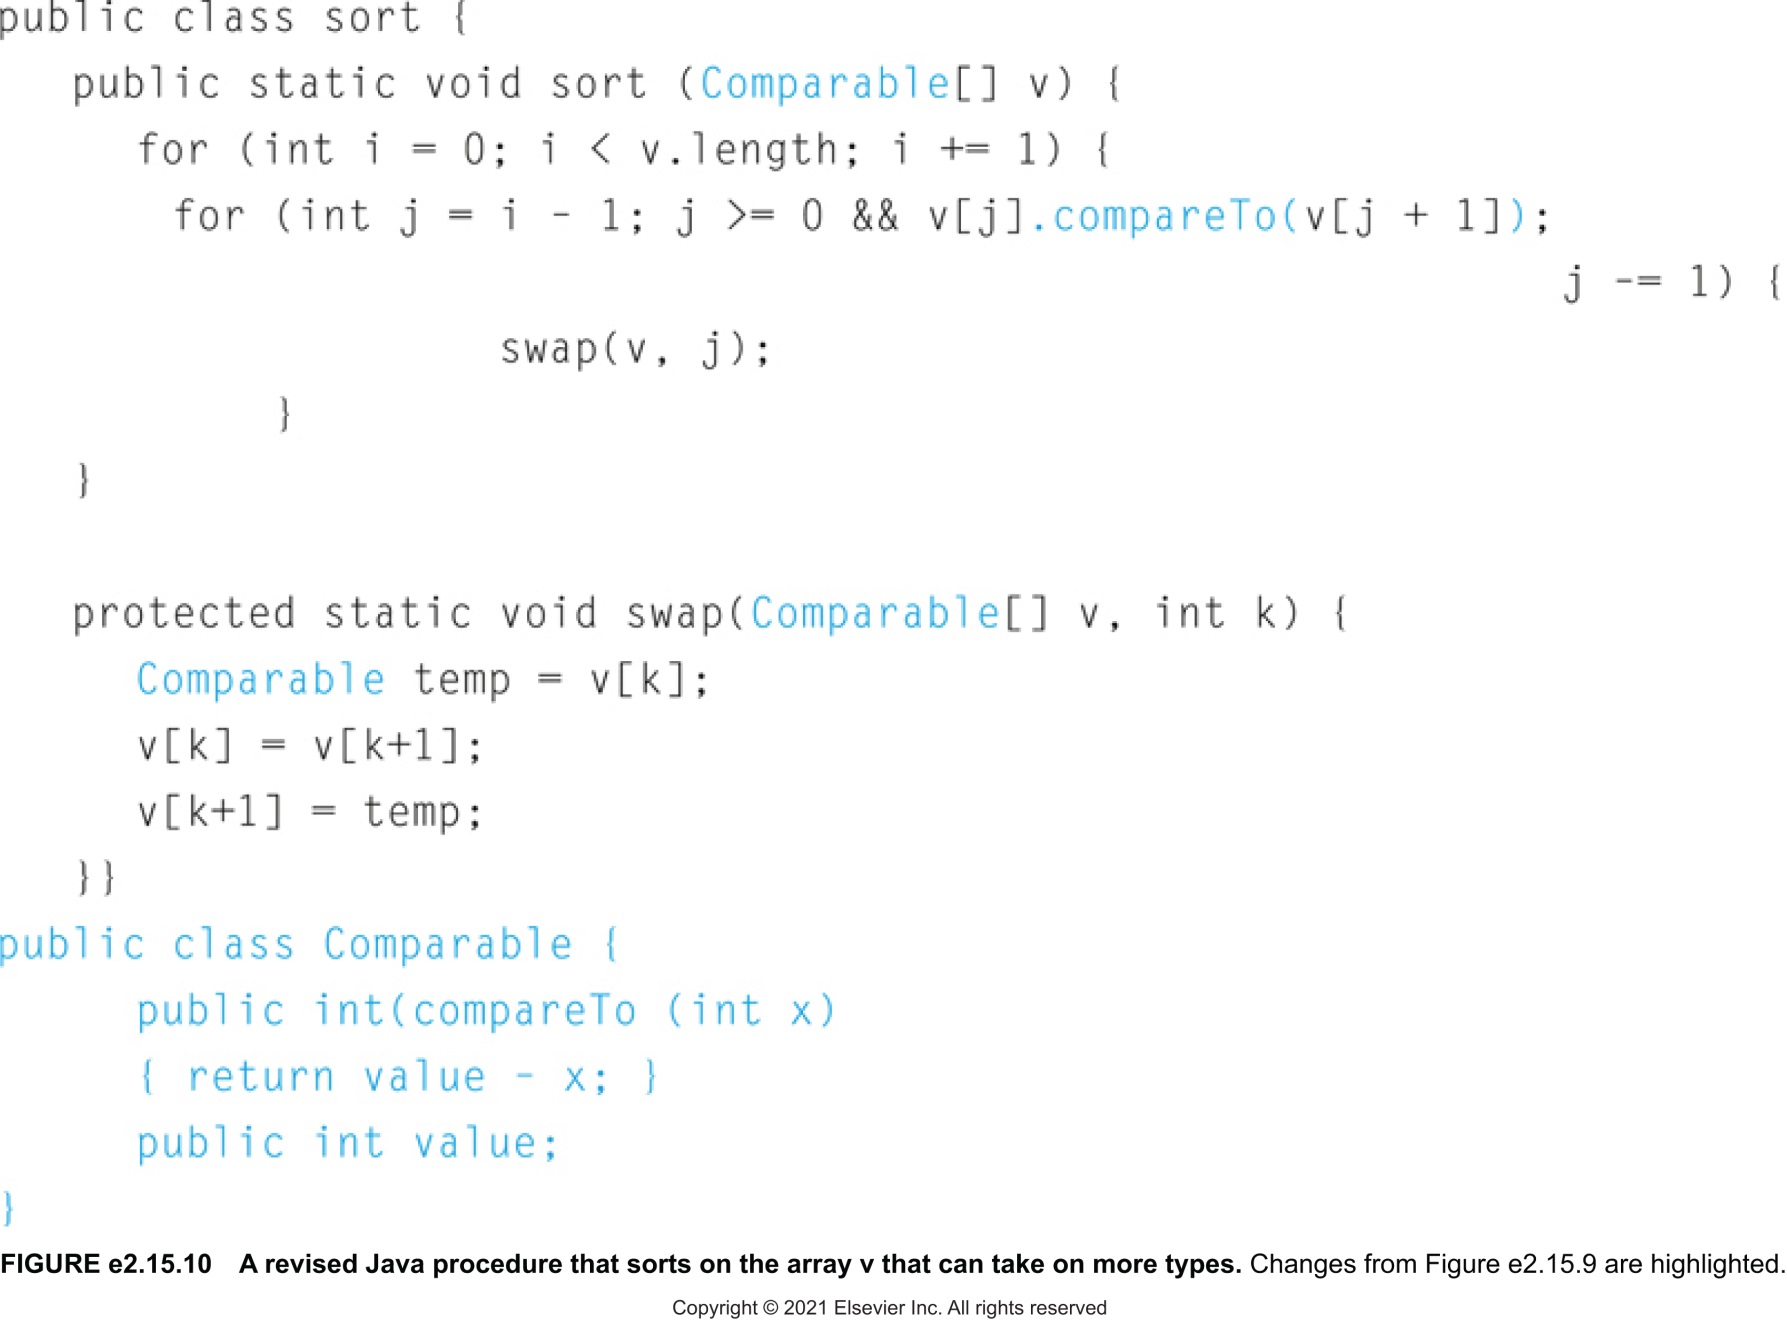 public class sort {
public static void sort (Comparable[] v) {
for (int i = 0; i < v.length; i += 1) {
for (int j = i - 1; j >= 0 && v[j].compareTo(v[j + 1]);
j -= 1) {
swap(v, j);
}
}
protected static void swap(Comparable[] v, int k) {
Comparable temp = v[k];
v[k] = v[k+1];
v[k+1] = temp;
}}
public class Comparable {
public int(compareTo (int x)
{ return value - x; }
public int value;
}
FIGURE e2.15.10 A revised Java procedure that sorts on the array v that can take on more types. Changes from Figure e2.15.9 are highlighted.
Copyright © 2021 Elsevier Inc. All rights reserved